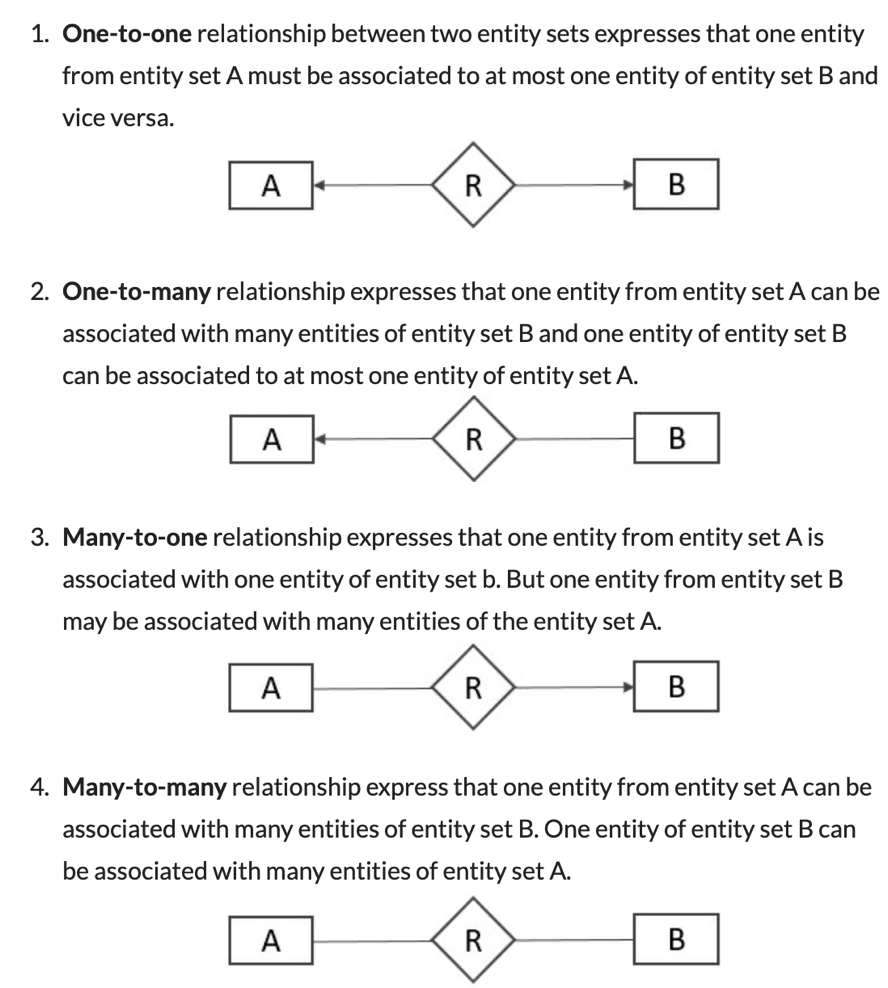 1. One-to-one relationship between two entity sets expresses that one entity
from entity set A must be associated to at most one entity of entity set B and
vice versa.
A R B
2. One-to-many relationship expresses that one entity from entity set A can be
associated with many entities of entity set B and one entity of entity set B
can be associated to at most one entity of entity set A.
A R B
3. Many-to-one relationship expresses that one entity from entity set A is
associated with one entity of entity set b. But one entity from entity set B
may be associated with many entities of the entity set A.
A R B
4. Many-to-many relationship express that one entity from entity set A can be
associated with many entities of entity set B. One entity of entity set B can
be associated with many entities of entity set A.
A R B